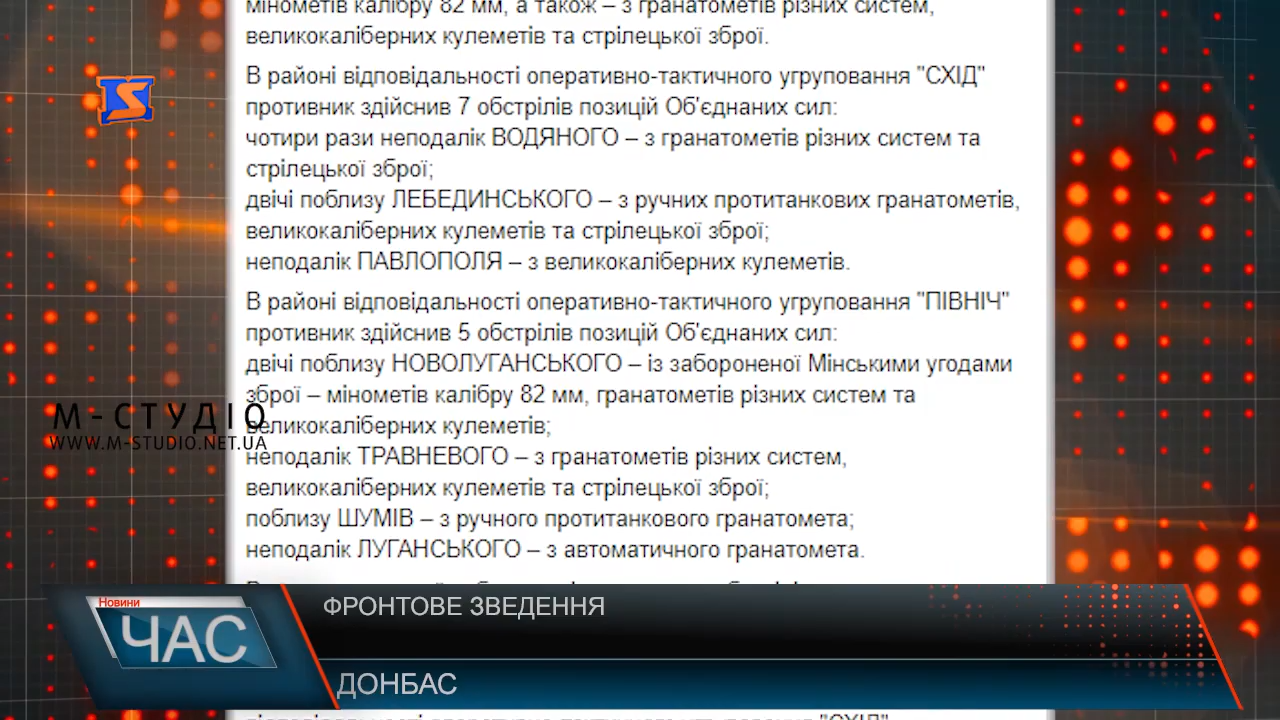 мінометів калібру 82 мм, а також – з гранатометів різних систем,
великокаліберних кулеметів та стрілецької зброї.
В районі відповідальності оперативно-тактичного угруповання "СХІД"
противник здійснив 7 обстрілів позицій Об'єднаних сил:
чотири рази неподалік ВОДЯНОГО – з гранатометів різних систем та
стрілецької зброї;
двічі поблизу ЛЕБЕДИНСЬКОГО – з ручних протитанкових гранатометів,
великокаліберних кулеметів та стрілецької зброї;
неподалік ПАВЛОПОЛЯ – з великокаліберних кулеметів.
В районі відповідальності оперативно-тактичного угруповання "ПІВНІЧ"
противник здійснив 5 обстрілів позицій Об'єднаних сил:
двічі поблизу НОВОЛУГАНСЬКОГО – із забороненої Мінськими угодами
зброї – мінометів калібру 82 мм, гранатометів різних систем та
великокаліберних кулеметів;
неподалік ТРАВНЕВОГО – з гранатометів різних систем,
великокаліберних кулеметів та стрілецької зброї;
поблизу ШУМІВ – з ручного протитанкового гранатомета;
неподалік ЛУГАНСЬКОГО – з автоматичного гранатомета.
М-СТУДІО
WWW.M-STUDIO.NET.UA
Новини
ЧАС
ФРОНТОВЕ ЗВЕДЕННЯ
ДОНБАС
"СХІД"